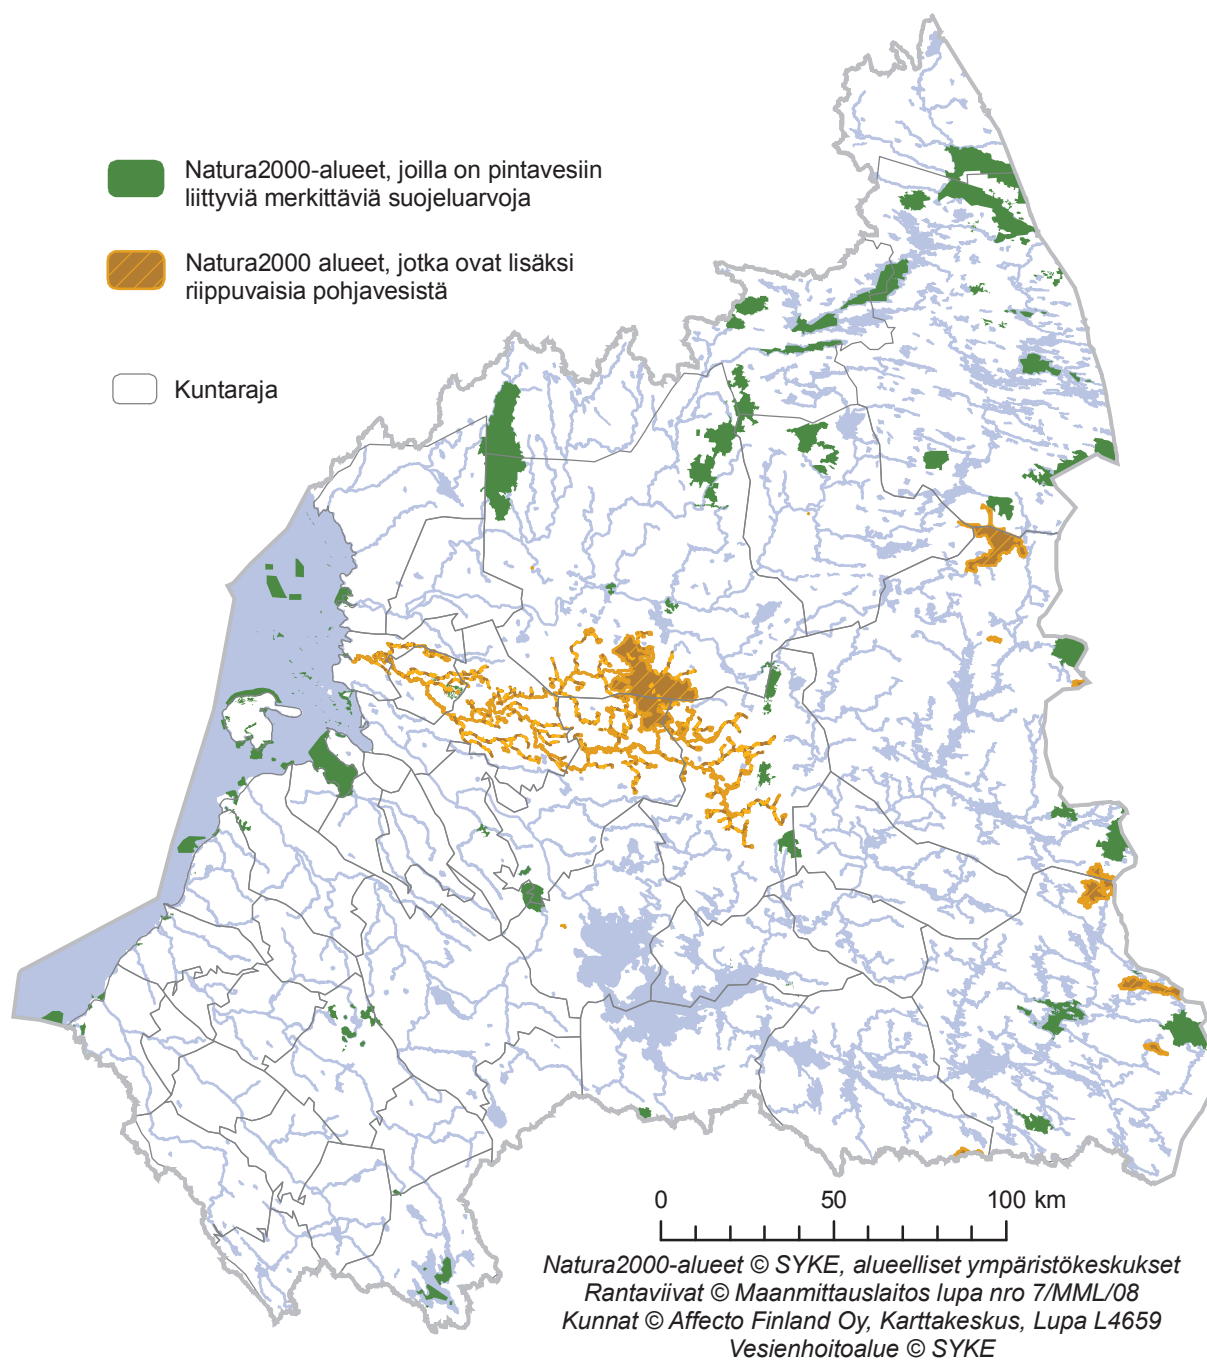 Natura2000-alueet, joilla on pintavesiin
liittyviä merkittäviä suojeluarvoja
Natura2000 alueet, jotka ovat lisäksi
riippuvaisia pohjavesistä
Kuntaraja
0 50 100 km
Natura2000-alueet © SYKE, alueelliset ympäristökeskukset
Rantaviivat © Maanmittauslaitos lupa nro 7/MML/08
Kunnat © Affecto Finland Oy, Karttakeskus, Lupa L4659
Vesienhoitoalue © SYKE